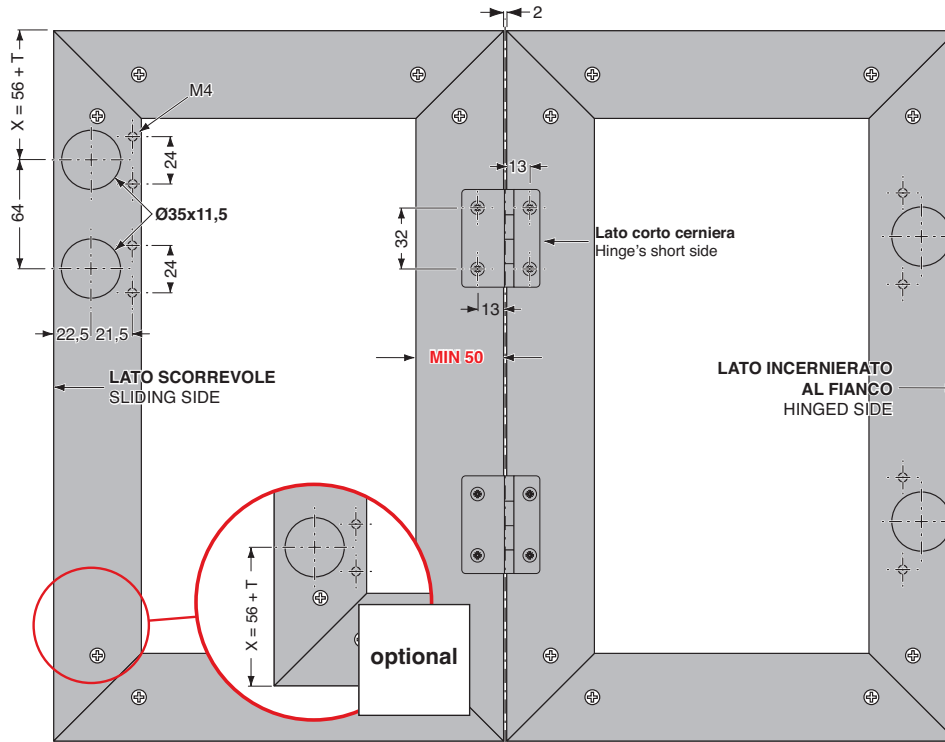 2
X = 56 + T
M4
24
64
Ø35x11,5
24
22,5
21,5
13
32
Lato corto cerniera
Hinge's short side
13
MIN 50
LATO SCORREVOLE
SLIDING SIDE
LATO INCERNIERATO
AL FIANCO
HINGED SIDE
X = 56 + T
optional